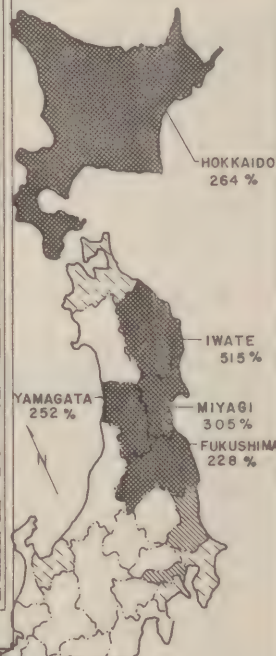 HOKKAIDO
264 %
IWATE
515 %
YAMAGATA
252 %
MIYAGI
305 %
FUKUSHIMA
228 %
N